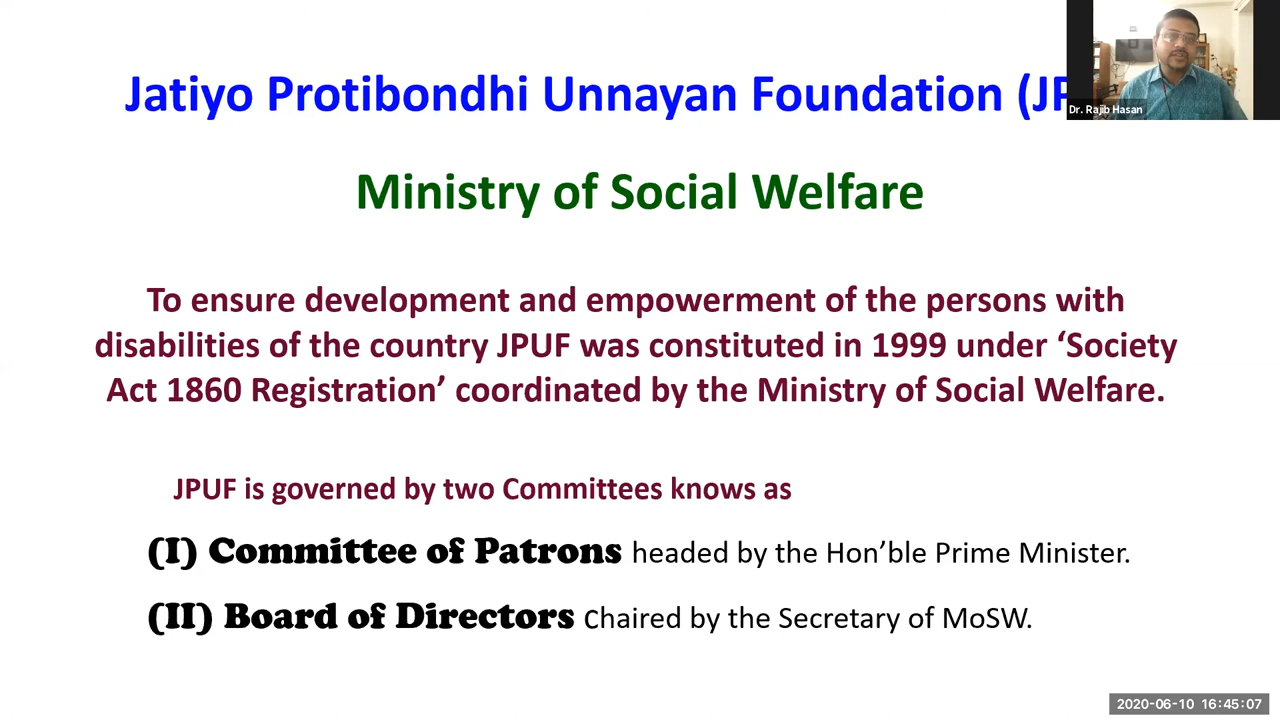 Jatiyo Protibondhi Unnayan Foundation (JP
Dr. Rajib Hasan
Ministry of Social Welfare
To ensure development and empowerment of the persons with
disabilities of the country JPUF was constituted in 1999 under ‘Society
Act 1860 Registration’ coordinated by the Ministry of Social Welfare.
JPUF is governed by two Committees knows as
(I) Committee of Patrons headed by the Hon’ble Prime Minister.
(II) Board of Directors Chaired by the Secretary of MoSW.
2020-06-10 16:45:07